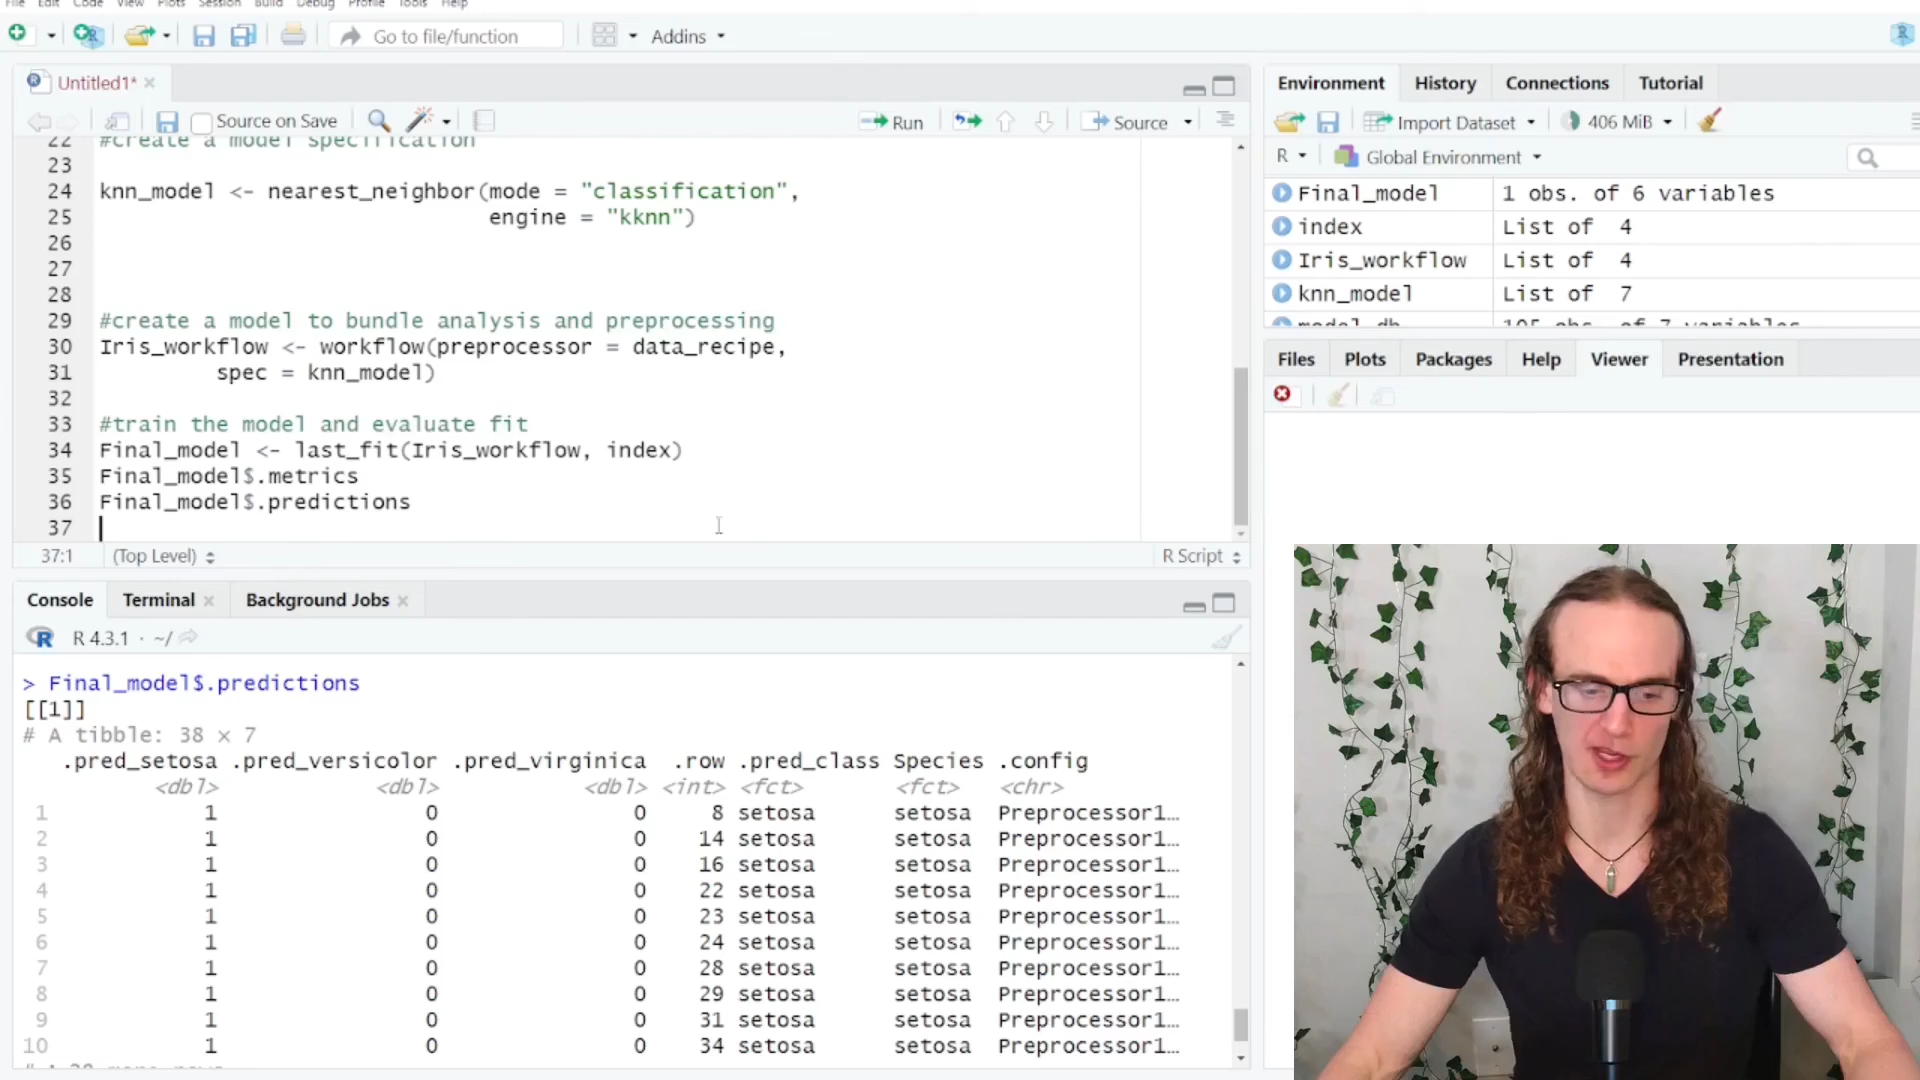 File Edit Code View Plots Session Build Debug Profile Tools Help
Go to file/function Addins
Untitled1*
Source on Save Run Source
22 #create a model specification
23
24 knn_model <- nearest_neighbor(mode = "classification",
25 engine = "kknn")
26
27
28
29 #create a model to bundle analysis and preprocessing
30 Iris_workflow <- workflow(preprocessor = data_recipe,
31 spec = knn_model)
32
33 #train the model and evaluate fit
34 Final_model <- last_fit(Iris_workflow, index)
35 Final_model$.metrics
36 Final_model$.predictions
37
37:1 (Top Level) R Script
Console Terminal Background Jobs
R 4.3.1 · ~/
> Final_model$.predictions
[[1]]
# A tibble: 38 × 7
.pred_setosa .pred_versicolor .pred_virginica .row .pred_class Species .config
<dbl> <dbl> <dbl> <int> <fct> <fct> <chr>
1 1 0 0 8 setosa setosa Preprocessor1…
2 1 0 0 14 setosa setosa Preprocessor1…
3 1 0 0 16 setosa setosa Preprocessor1…
4 1 0 0 22 setosa setosa Preprocessor1…
5 1 0 0 23 setosa setosa Preprocessor1…
6 1 0 0 24 setosa setosa Preprocessor1…
7 1 0 0 28 setosa setosa Preprocessor1…
8 1 0 0 29 setosa setosa Preprocessor1…
9 1 0 0 31 setosa setosa Preprocessor1…
10 1 0 0 34 setosa setosa Preprocessor1…
Environment History Connections Tutorial
Import Dataset 406 MiB
R Global Environment
Final_model 1 obs. of 6 variables
index List of 4
Iris_workflow List of 4
knn_model List of 7
model_db 105 obs. of 7 variables
Files Plots Packages Help Viewer Presentation